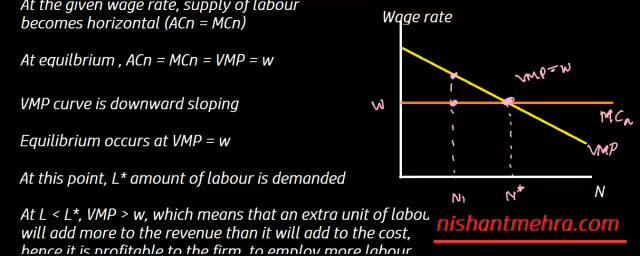 At the given wage rate, supply of labour
becomes horizontal (ACn = MCn)
At equilbrium , ACn = MCn = VMP = w
VMP curve is downward sloping
Equilibrium occurs at VMP = w
At this point, L* amount of labour is demanded
At L < L*, VMP > w, which means that an extra unit of labou
will add more to the revenue than it will add to the cost,
hence it is profitable to the firm, to employ more labour
Wage rate
VMP = W
W
MCn
VMP
N
N1
N*
nishantmehra.com